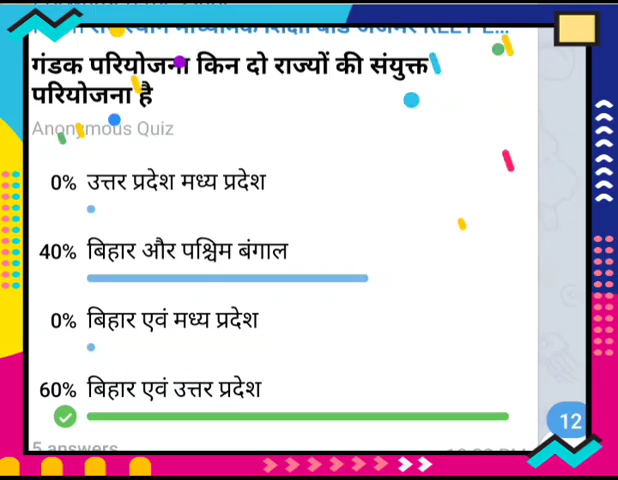 गंडक परियोजना किन दो राज्यों की संयुक्त
परियोजना है
Anonymous Quiz
0% उत्तर प्रदेश मध्य प्रदेश
40% बिहार और पश्चिम बंगाल
0% बिहार एवं मध्य प्रदेश
60% बिहार एवं उत्तर प्रदेश
12
5 answers